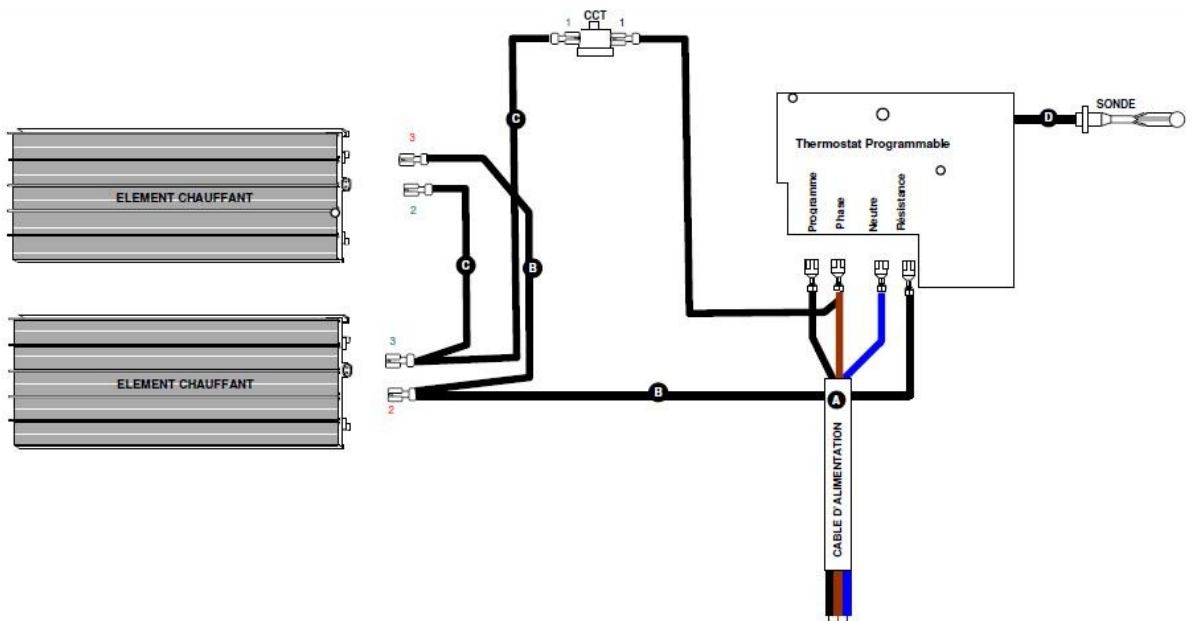 CCT
1
1
C
D
SONDE
3
Thermostat Programmable
ELEMENT CHAUFFANT
2
Programme
Phase
Neutre
Résistance
C
B
3
ELEMENT CHAUFFANT
B
2
A
CABLE D'ALIMENTATION